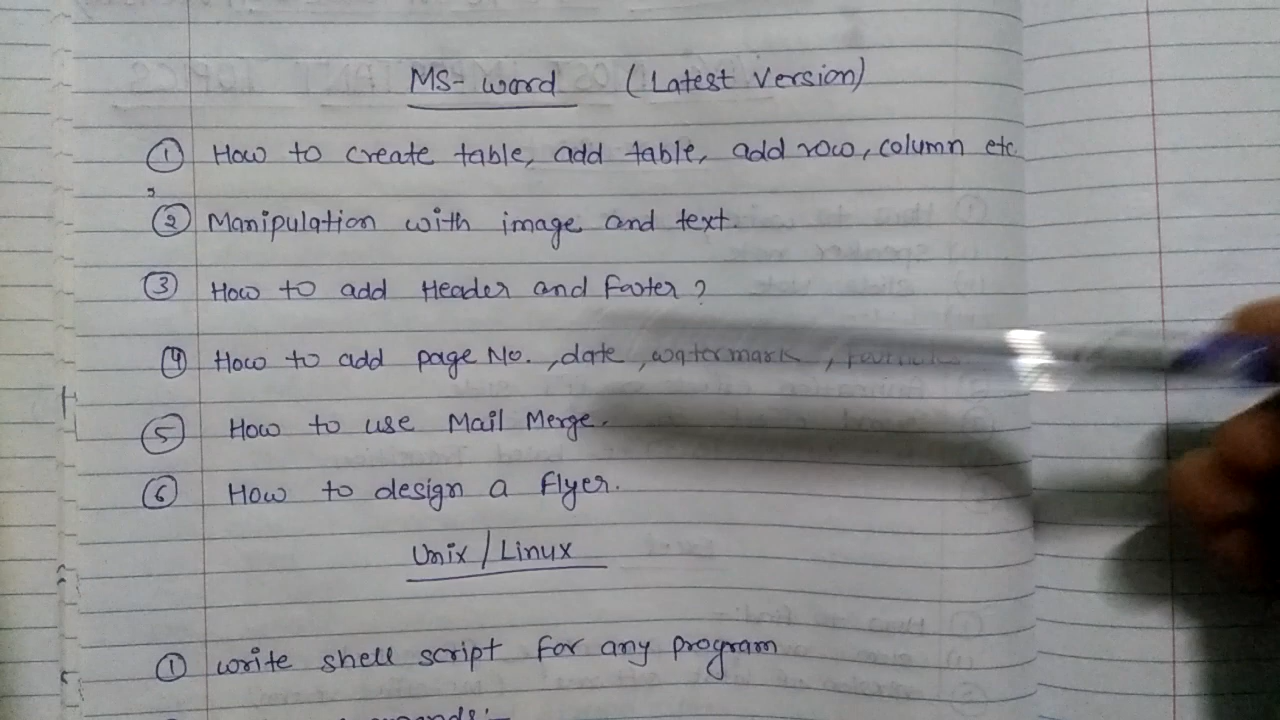 MS-Word (Latest Version)
① How to create table, add table, add row, column etc
② Manipulation with image and text.
③ How to add Header and Footer?
④ How to add page No., date, watermark,
⑤ How to use Mail Merge.
⑥ How to design a Flyer.
Unix/Linux
① write shell script for any program